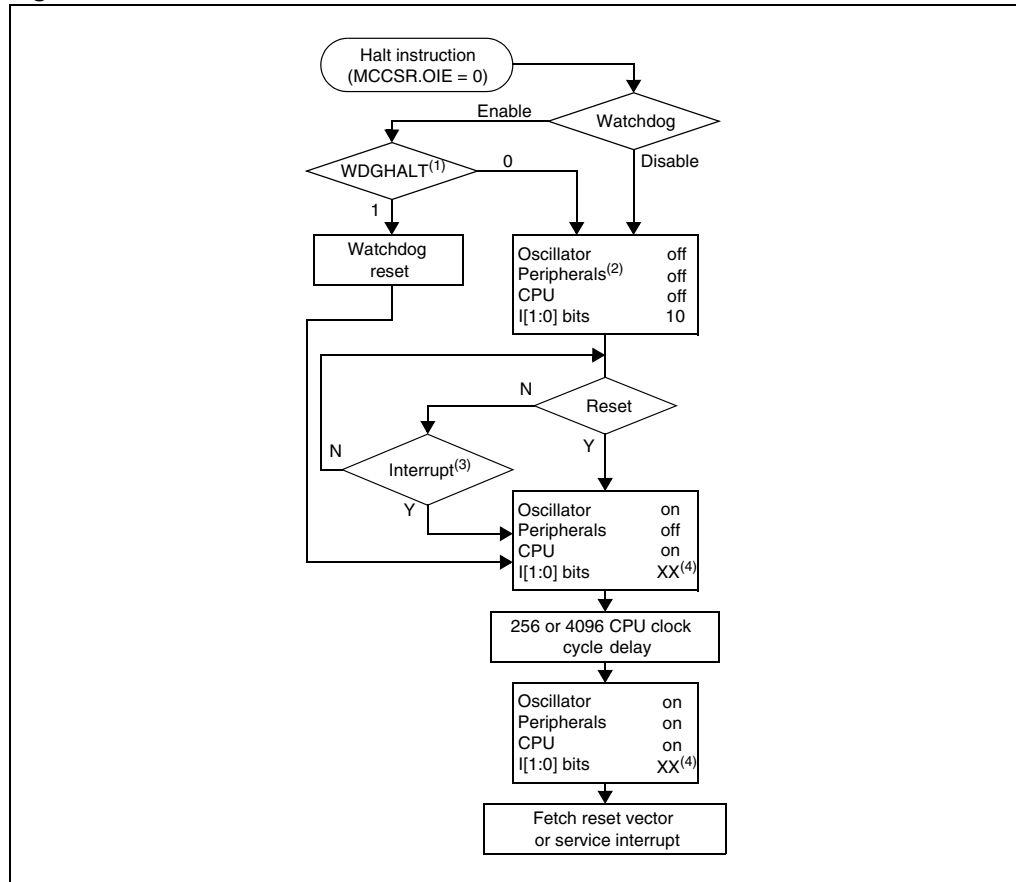 Halt instruction
(MCCSR.OIE = 0)
Enable
Watchdog
WDGHALT(1)
0
Disable
1
Watchdog
reset
Oscillator off
Peripherals(2) off
CPU off
I[1:0] bits 10
N
Reset
N
Y
Interrupt(3)
Y
Oscillator on
Peripherals off
CPU on
I[1:0] bits XX(4)
256 or 4096 CPU clock
cycle delay
Oscillator on
Peripherals on
CPU on
I[1:0] bits XX(4)
Fetch reset vector
or service interrupt